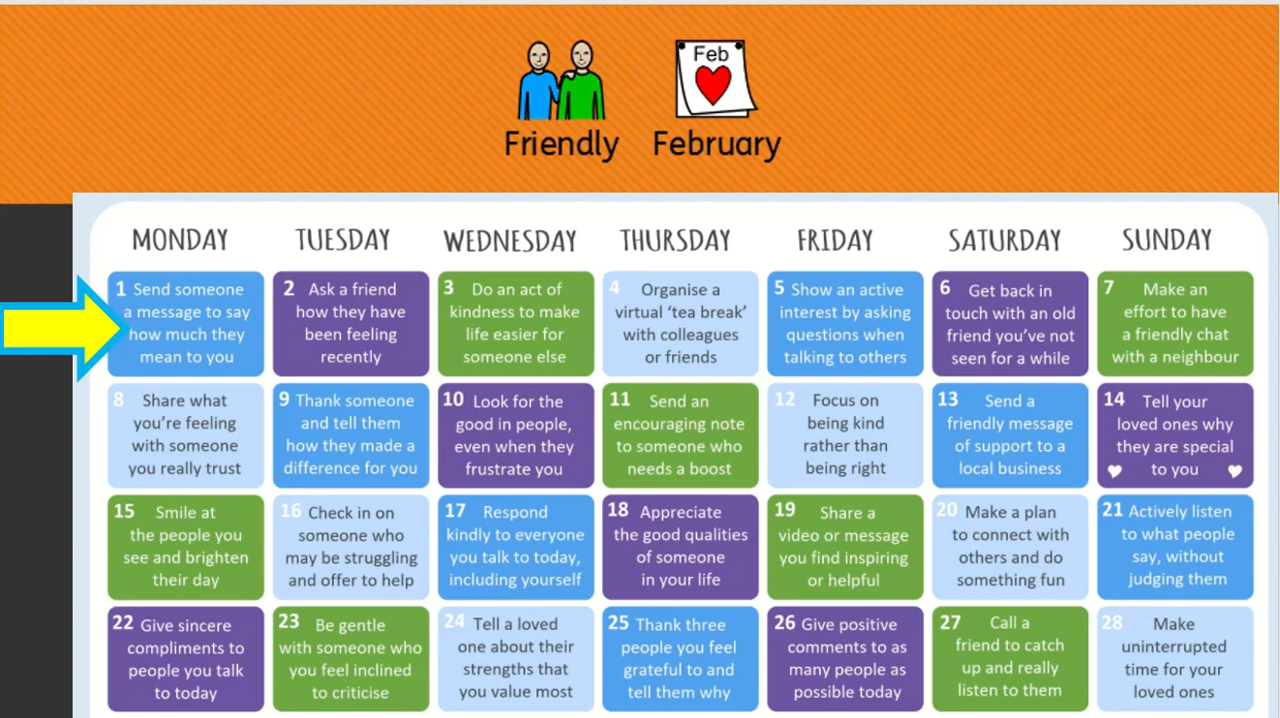 Feb
Friendly February
MONDAY TUESDAY WEDNESDAY THURSDAY FRIDAY SATURDAY SUNDAY
1 Send someone
a message to say
how much they
mean to you
2 Ask a friend
how they have
been feeling
recently
3 Do an act of
kindness to make
life easier for
someone else
4 Organise a
virtual ‘tea break’
with colleagues
or friends
5 Show an active
interest by asking
questions when
talking to others
6 Get back in
touch with an old
friend you’ve not
seen for a while
7 Make an
effort to have
a friendly chat
with a neighbour
8 Share what
you’re feeling
with someone
you really trust
9 Thank someone
and tell them
how they made a
difference for you
10 Look for the
good in people,
even when they
frustrate you
11 Send an
encouraging note
to someone who
needs a boost
12 Focus on
being kind
rather than
being right
13 Send a
friendly message
of support to a
local business
14 Tell your
loved ones why
they are special
to you
15 Smile at
the people you
see and brighten
their day
16 Check in on
someone who
may be struggling
and offer to help
17 Respond
kindly to everyone
you talk to today,
including yourself
18 Appreciate
the good qualities
of someone
in your life
19 Share a
video or message
you find inspiring
or helpful
20 Make a plan
to connect with
others and do
something fun
21 Actively listen
to what people
say, without
judging them
22 Give sincere
compliments to
people you talk
to today
23 Be gentle
with someone who
you feel inclined
to criticise
24 Tell a loved
one about their
strengths that
you value most
25 Thank three
people you feel
grateful to and
tell them why
26 Give positive
comments to as
many people as
possible today
27 Call a
friend to catch
up and really
listen to them
28 Make
uninterrupted
time for your
loved ones